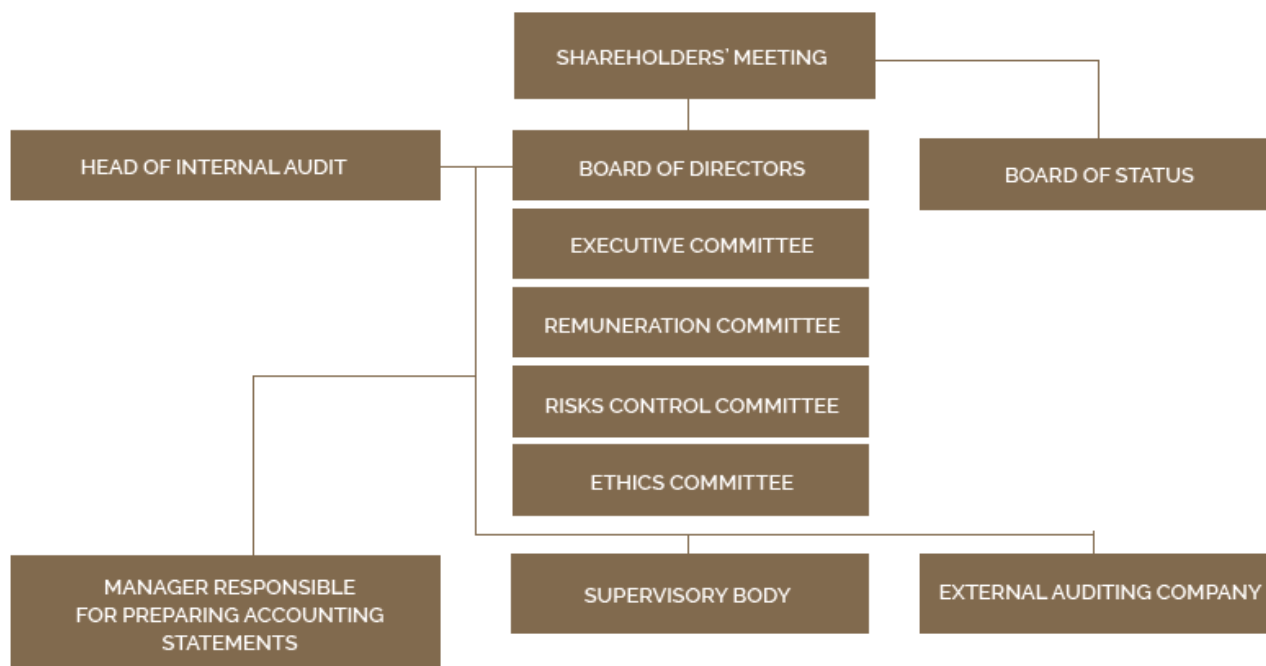 SHAREHOLDERS' MEETING
HEAD OF INTERNAL AUDIT
BOARD OF DIRECTORS
BOARD OF STATUS
EXECUTIVE COMMITTEE
REMUNERATION COMMITTEE
RISKS CONTROL COMMITTEE
ETHICS COMMITTEE
MANAGER RESPONSIBLE
FOR PREPARING ACCOUNTING
STATEMENTS
SUPERVISORY BODY
EXTERNAL AUDITING COMPANY